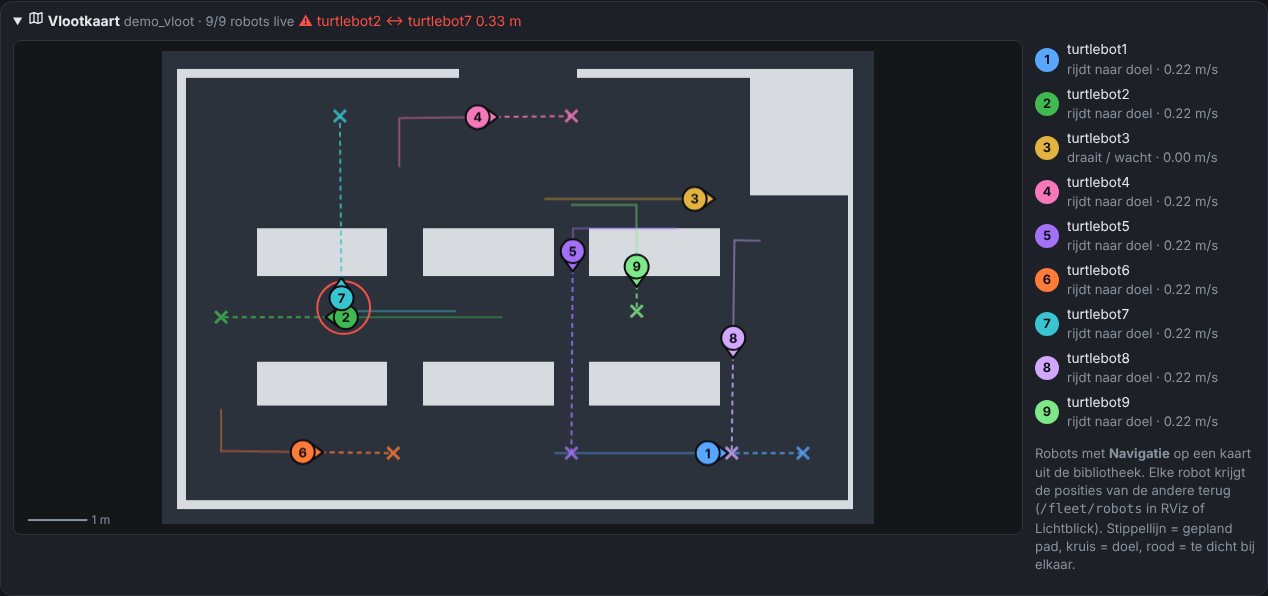 ▼ Vlootkaart demo_vloot · 9/9 robots live ⚠ turtlebot2 ↔ turtlebot7 0.33 m
4
3
5
9
7
2
8
6
1
1 m
1 turtlebot1
rijdt naar doel · 0.22 m/s
2 turtlebot2
rijdt naar doel · 0.22 m/s
3 turtlebot3
draait / wacht · 0.00 m/s
4 turtlebot4
rijdt naar doel · 0.22 m/s
5 turtlebot5
rijdt naar doel · 0.22 m/s
6 turtlebot6
rijdt naar doel · 0.22 m/s
7 turtlebot7
rijdt naar doel · 0.22 m/s
8 turtlebot8
rijdt naar doel · 0.22 m/s
9 turtlebot9
rijdt naar doel · 0.22 m/s
Robots met Navigatie op een kaart
uit de bibliotheek. Elke robot krijgt
de posities van de andere terug
(/fleet/robots in RViz of
Lichtblick). Stippellijn = gepland
pad, kruis = doel, rood = te dicht bij
elkaar.